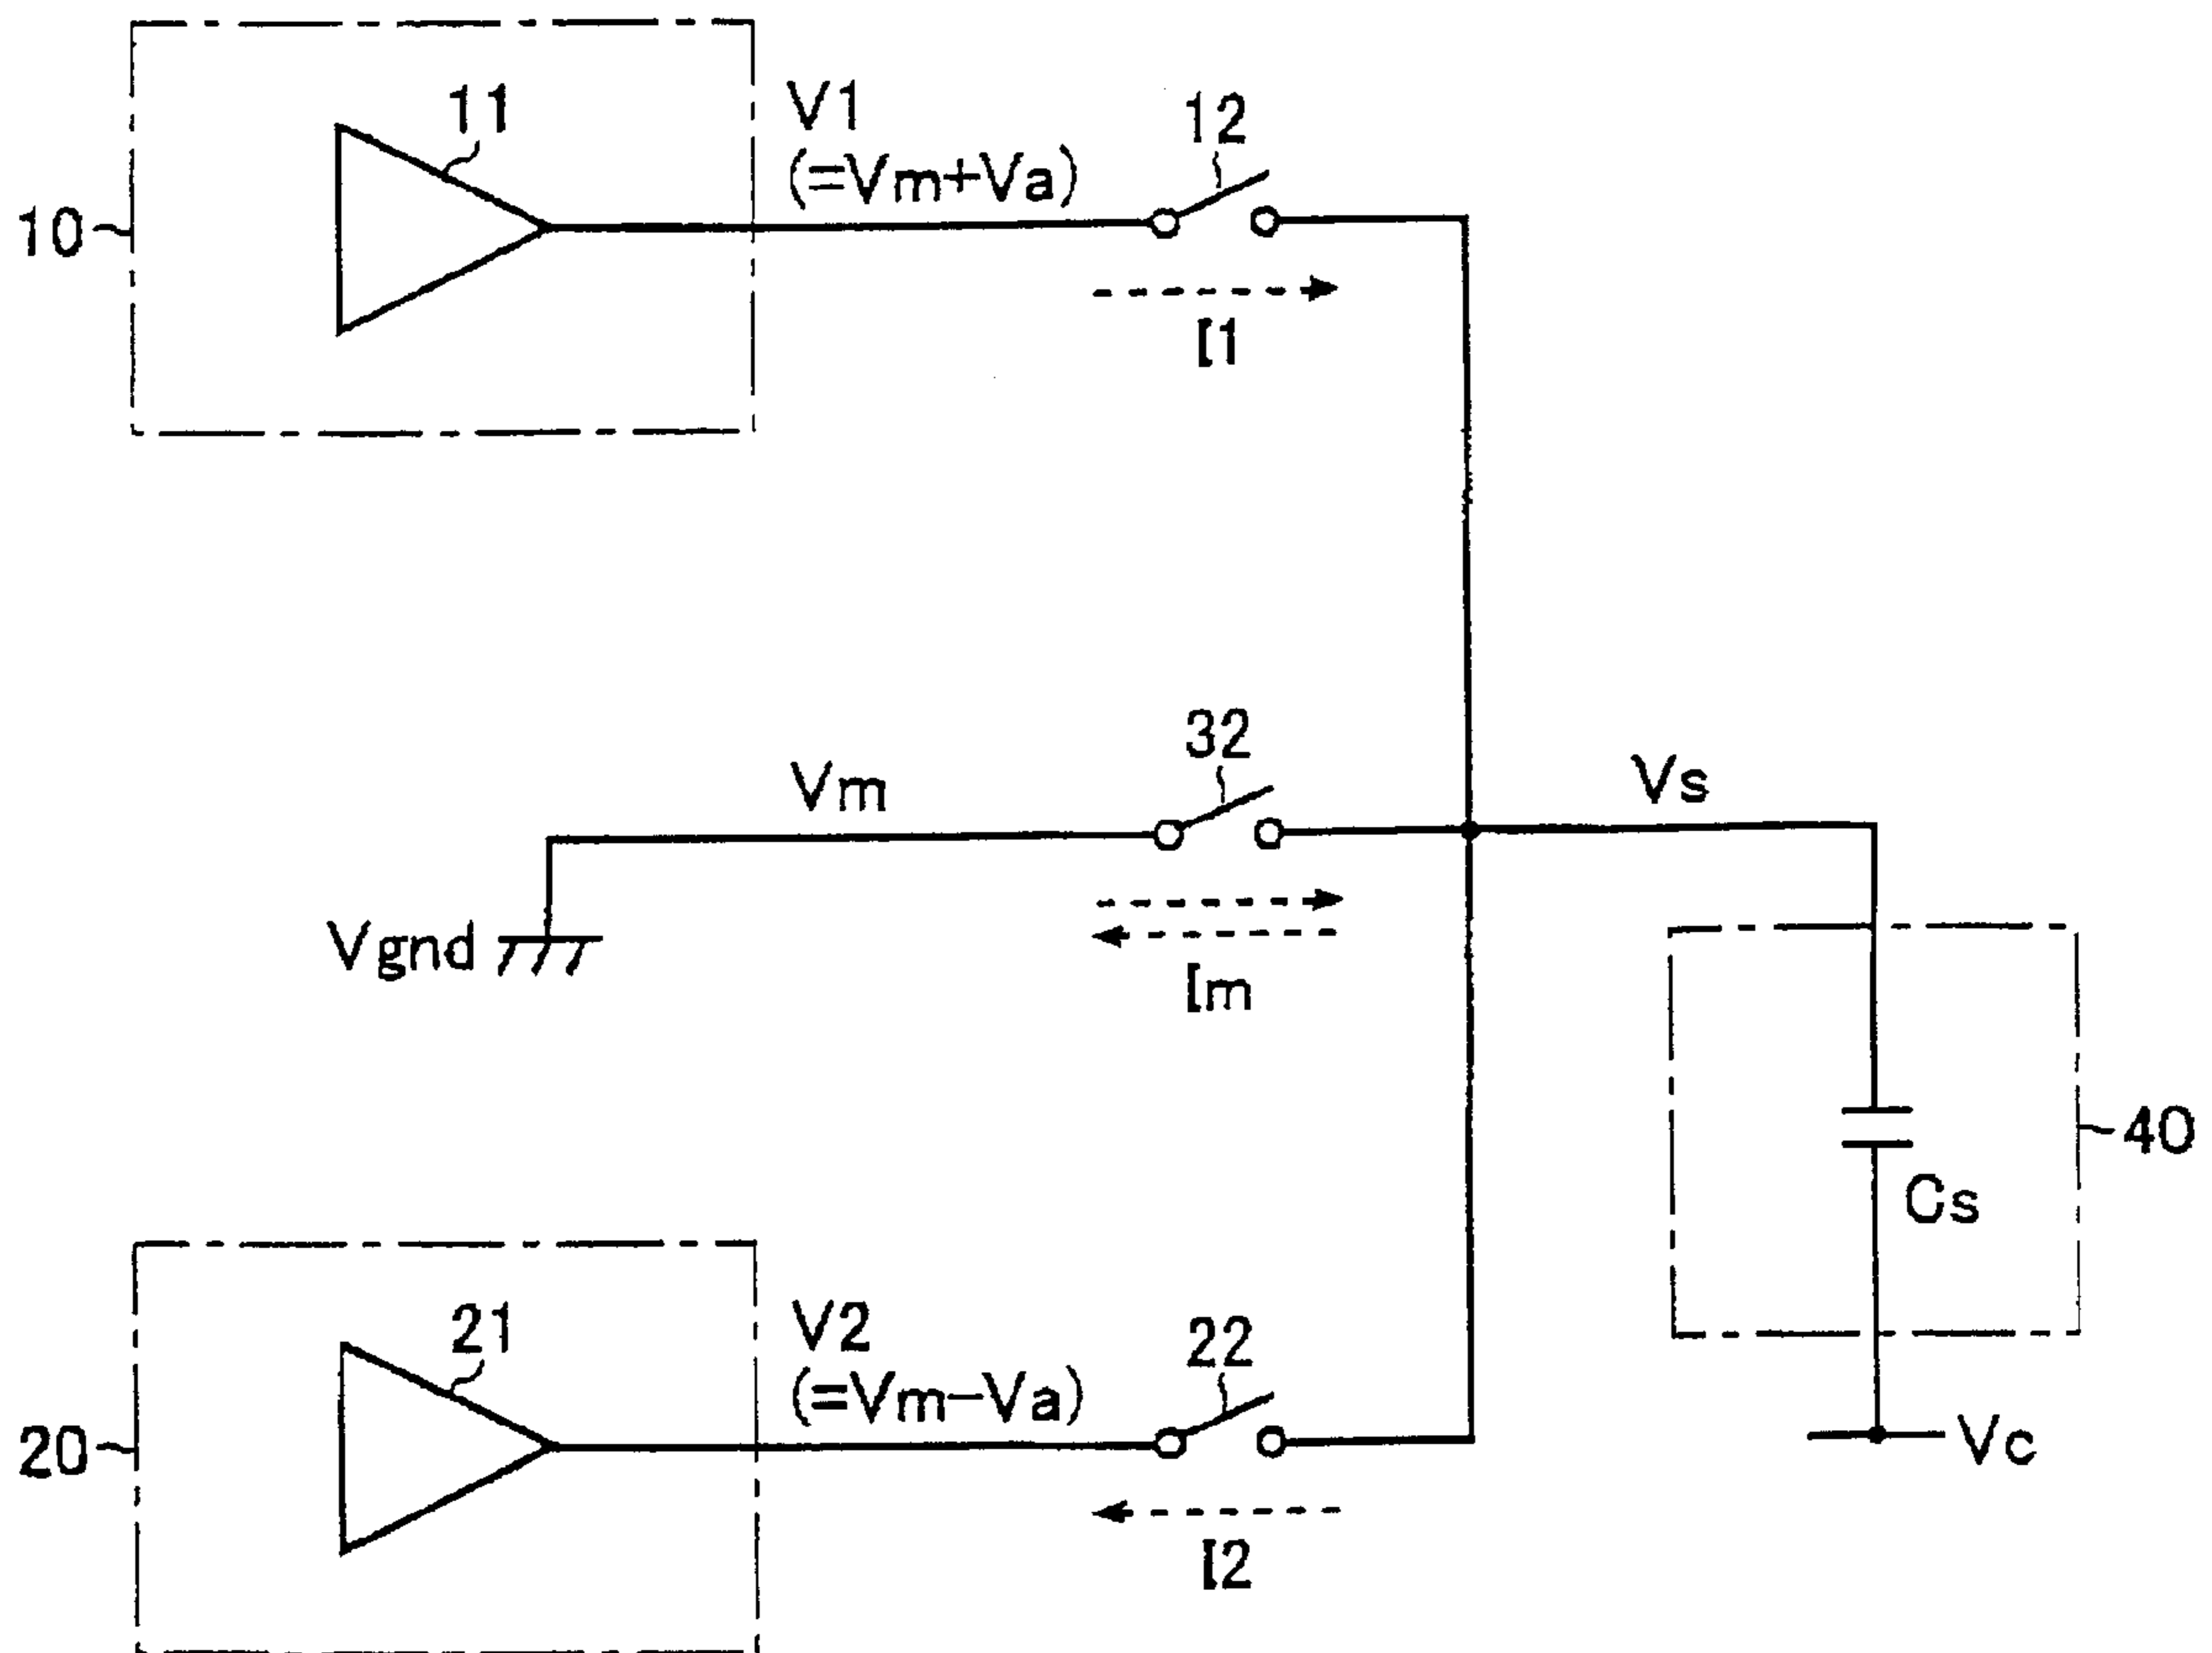 11
V1
(=Vm+Va)
12
10
I1
32
Vm
Vs
Vgnd
Im
40
Cs
21
V2
(=Vm-Va)
22
20
Vc
I2